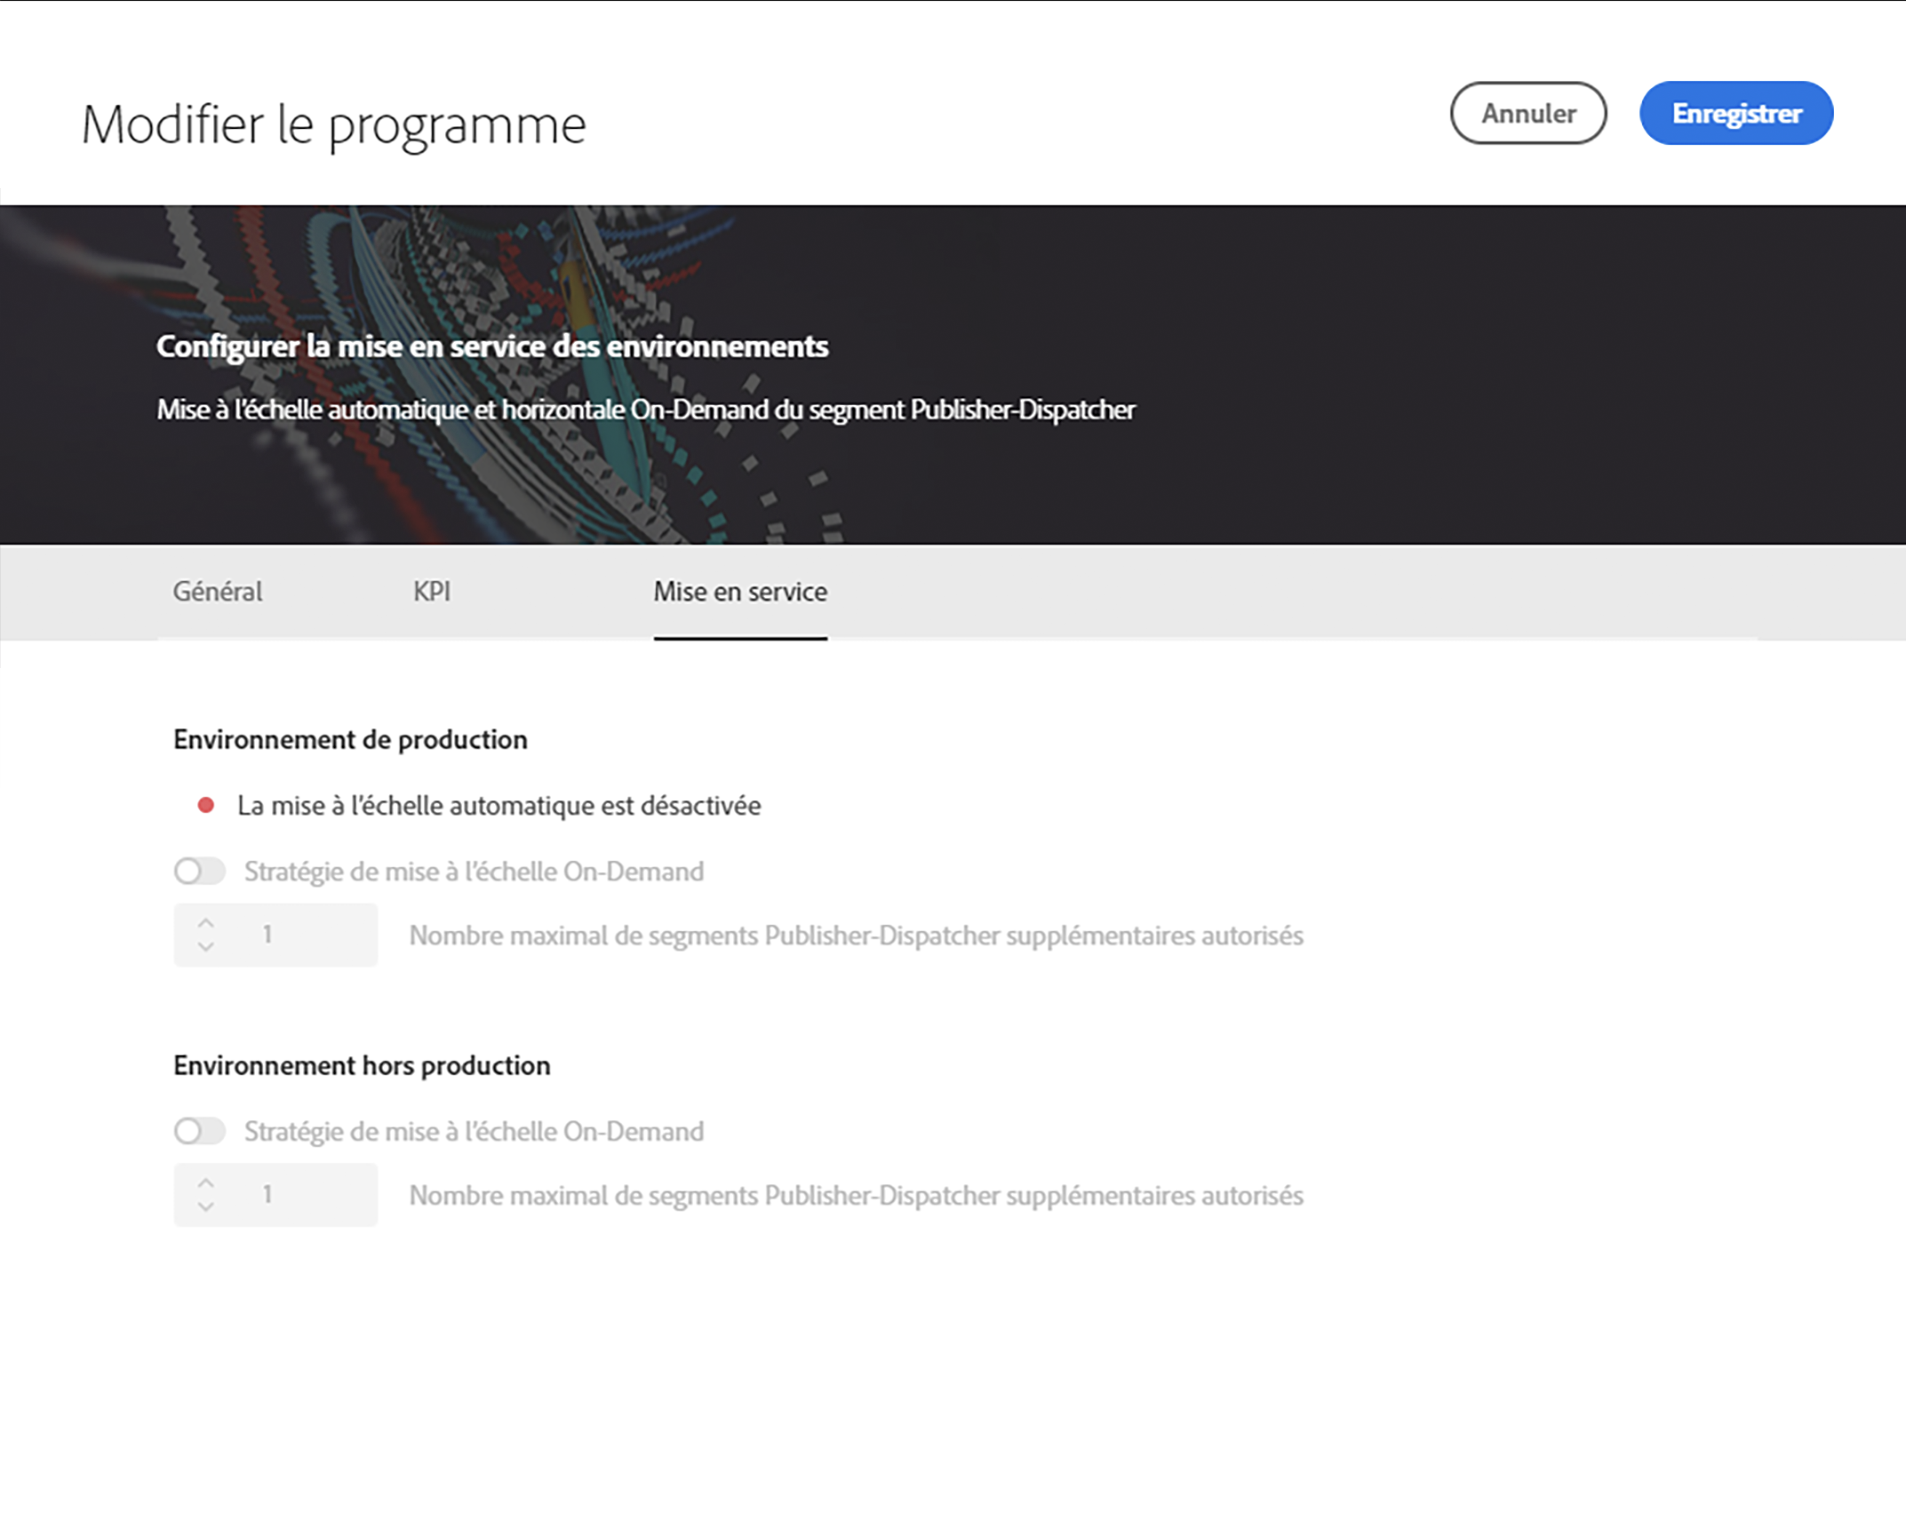 Modifier le programme
Annuler
Enregistrer
Configurer la mise en service des environnements
Mise à l’échelle automatique et horizontale On-Demand du segment Publisher-Dispatcher
Général
KPI
Mise en service
Environnement de production
La mise à l’échelle automatique est désactivée
Stratégie de mise à l’échelle On-Demand
1
Nombre maximal de segments Publisher-Dispatcher supplémentaires autorisés
Environnement hors production
Stratégie de mise à l’échelle On-Demand
1
Nombre maximal de segments Publisher-Dispatcher supplémentaires autorisés